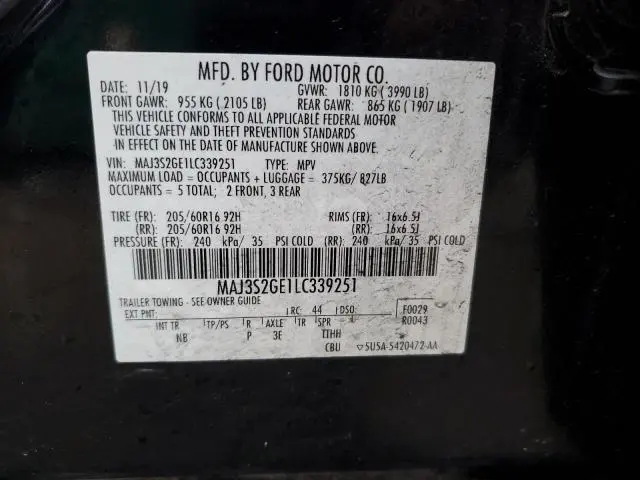 MFD. BY FORD MOTOR CO.
DATE: 11/19 GVWR: 1810 KG ( 3990 LB)
FRONT GAWR: 955 KG ( 2105 LB) REAR GAWR: 865 KG ( 1907 LB)
THIS VEHICLE CONFORMS TO ALL APPLICABLE FEDERAL MOTOR
VEHICLE SAFETY AND THEFT PREVENTION STANDARDS
IN EFFECT ON THE DATE OF MANUFACTURE SHOWN ABOVE.
VIN: MAJ3S2GE1LC339251 TYPE: MPV
MAXIMUM LOAD = OCCUPANTS + LUGGAGE = 375KG/ 827LB
OCCUPANTS = 5 TOTAL; 2 FRONT, 3 REAR
TIRE (FR): 205/60R16 92H RIMS (FR): 16x6.5J
(RR): 205/60R16 92H (RR): 16x6.5J
PRESSURE (FR): 240 kPa/ 35 PSI COLD (RR): 240 kPa/ 35 PSI COLD
MAJ3S2GE1LC339251
TRAILER TOWING - SEE OWNER GUIDE
EXT PNT: RC: 44 DSO: F0029
INT TR TP/PS R AXLE TR SPR R0043
NB P 3F TTHH
CBU ▽5U5A-5420472-AA